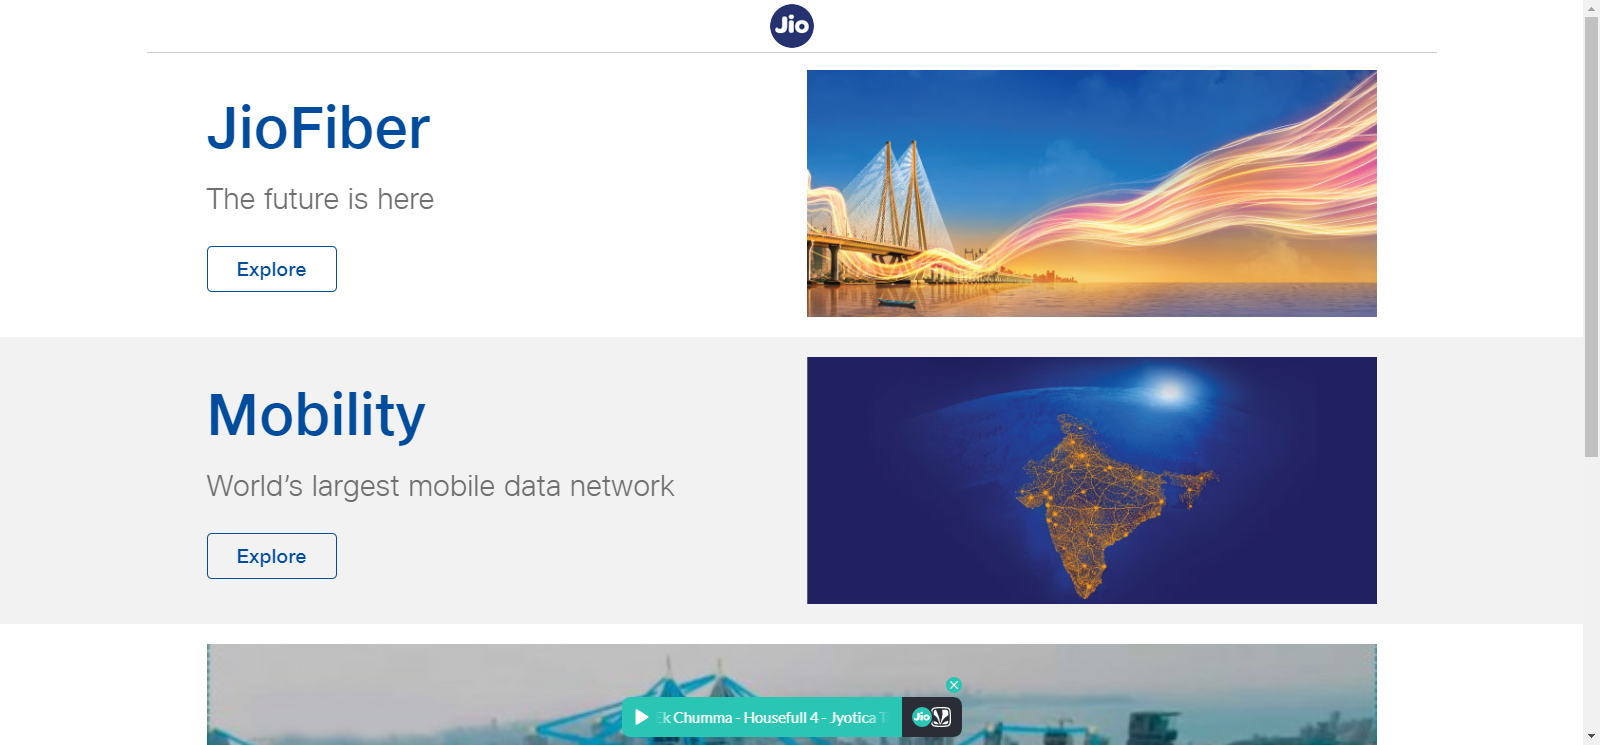 Jio
JioFiber
The future is here
Explore
Mobility
World's largest mobile data network
Explore
Ek Chumma - Housefull 4 - Jyotica T
Jio